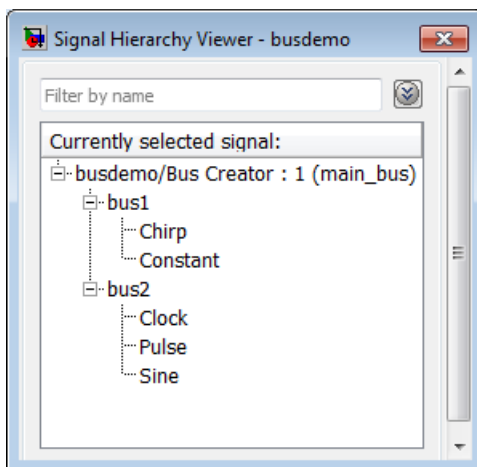 Signal Hierarchy Viewer - busdemo
Filter by name
Currently selected signal:
busdemo/Bus Creator : 1 (main_bus)
bus1
Chirp
Constant
bus2
Clock
Pulse
Sine